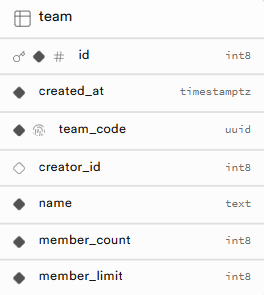 team
id int8
created_at timestamptz
team_code uuid
creator_id int8
name text
member_count int8
member_limit int8